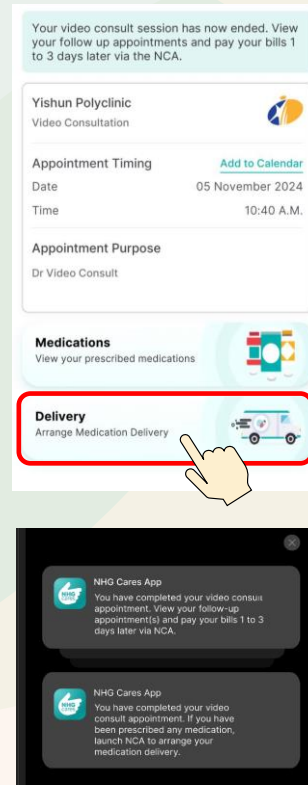 Your video consult session has now ended. View
your follow up appointments and pay your bills 1
to 3 days later via the NCA.
Yishun Polyclinic
Video Consultation
Appointment Timing Add to Calendar
Date 05 November 2024
Time 10:40 A.M.
Appointment Purpose
Dr Video Consult
Medications
View your prescribed medications
Delivery
Arrange Medication Delivery
NHG Cares App
NHG
CARES
You have completed your video consult
appointment. View your follow-up
appointment(s) and pay your bills 1 to 3
days later via NCA.
NHG Cares App
NHG
CARES
You have completed your video
consult appointment. If you have
been prescribed any medication,
launch NCA to arrange your
medication delivery.